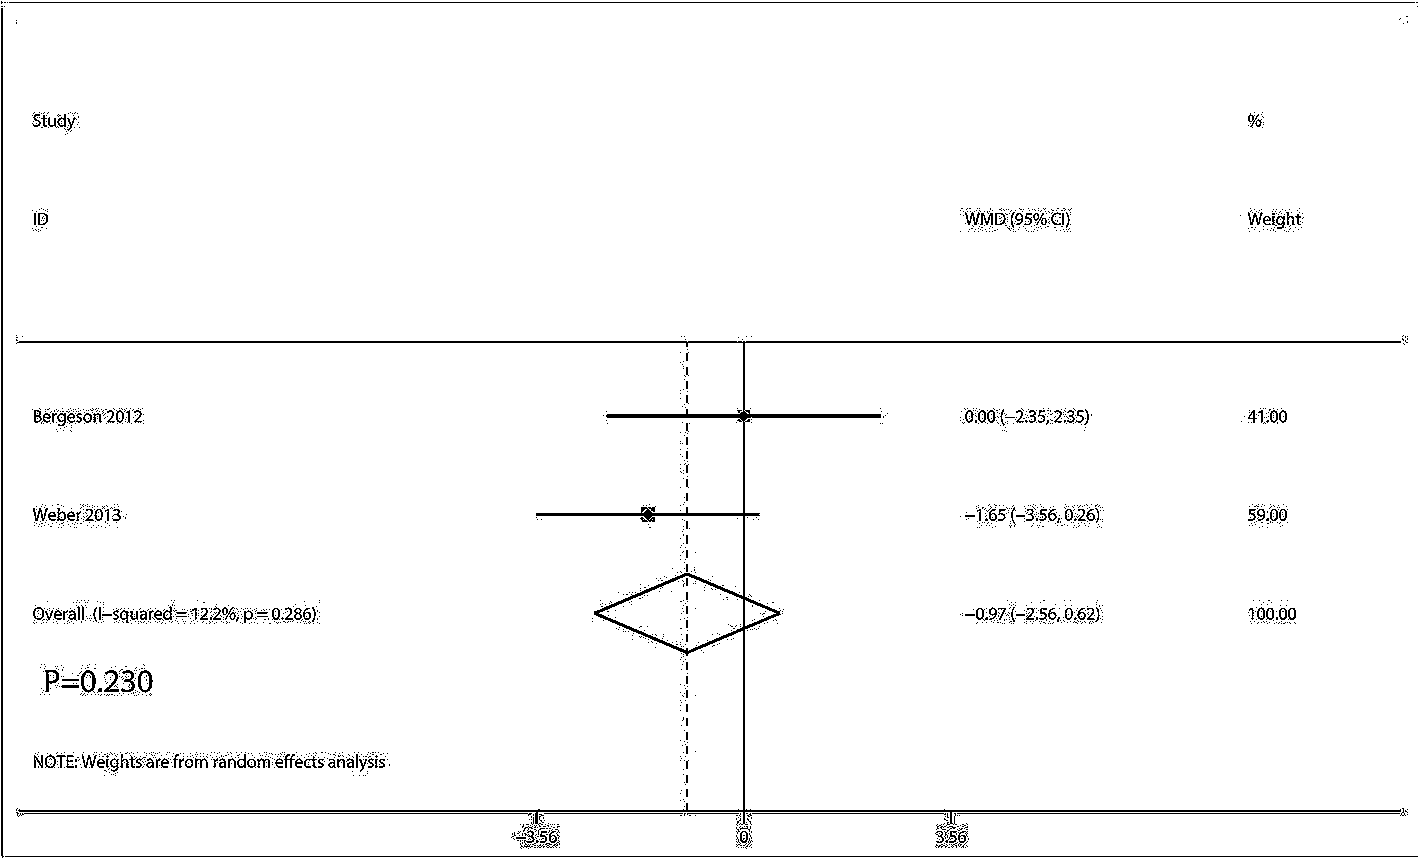 Study %
ID WMD (95% CI) Weight
Bergeson 2012 0.00 (−2.35, 2.35) 41.00
Weber 2013 −1.65 (−3.56, 0.26) 59.00
Overall (I−squared = 12.2%, p = 0.286) −0.97 (−2.56, 0.62) 100.00
P=0.230
NOTE: Weights are from random effects analysis
−3.56 0 3.56